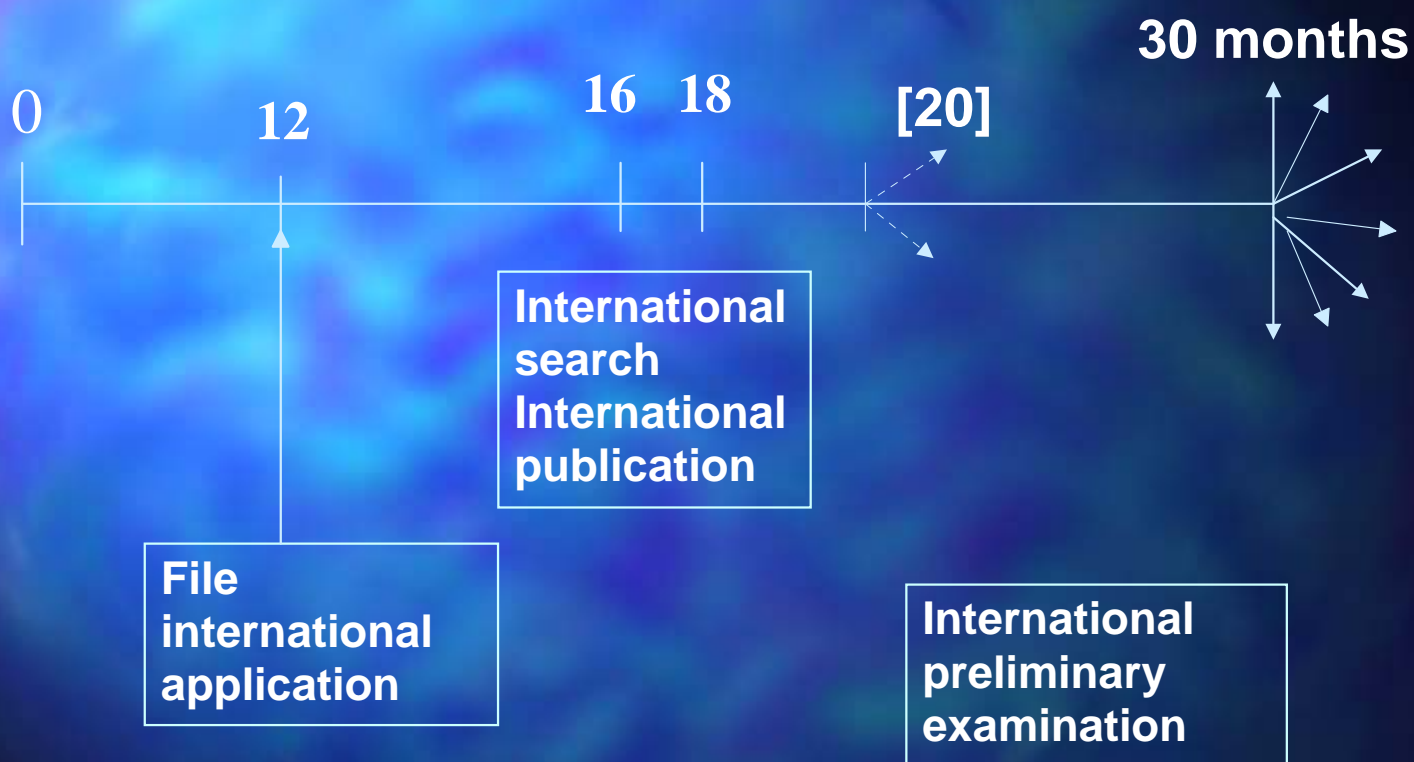 30 months
0
12
16
18
[20]
International
search
International
publication
File
international
application
International
preliminary
examination